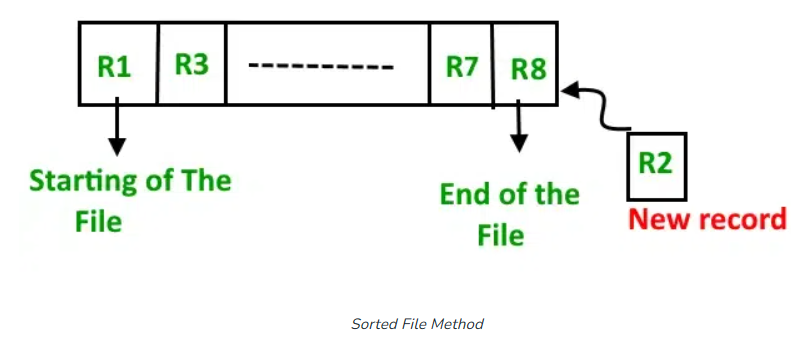 R1 R3 ---------- R7 R8
R2
Starting of The
File
End of the
File
New record
Sorted File Method